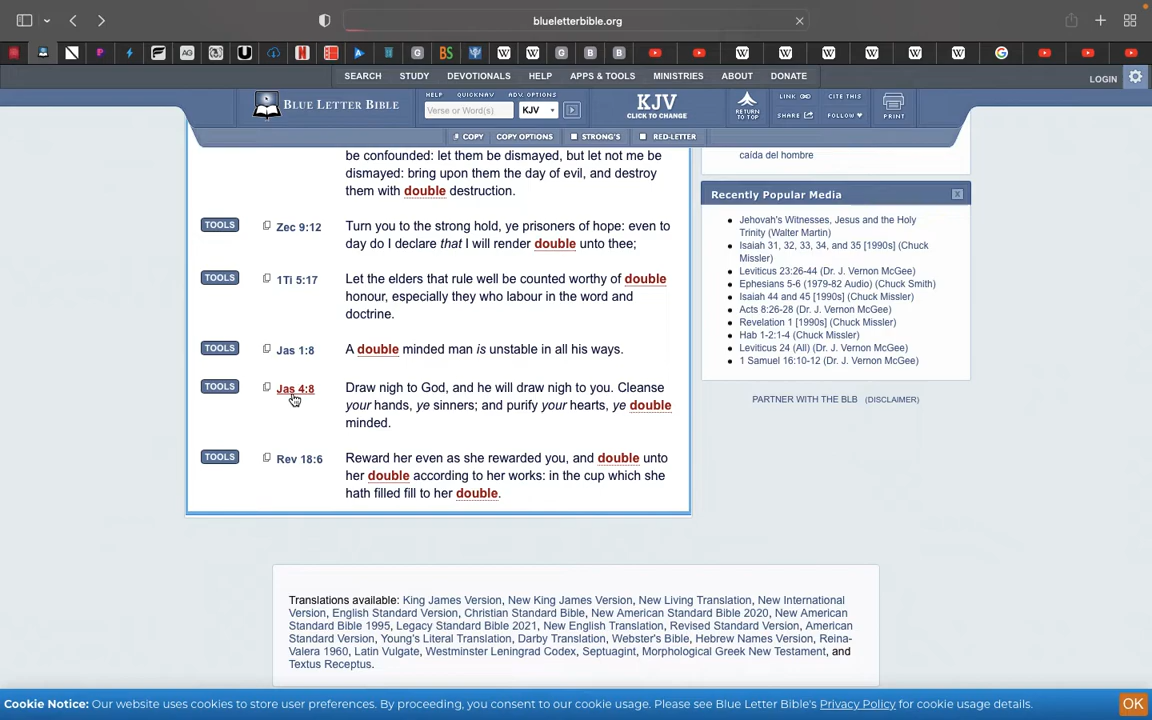 blueletterbible.org
SEARCH STUDY DEVOTIONALS HELP APPS & TOOLS MINISTRIES ABOUT DONATE
LOGIN
BLUE LETTER BIBLE
HELP QUICKNAV ADV. OPTIONS
Verse or Word(s) KJV
KJV
CLICK TO CHANGE
RETURN TO TOP
LINK CITE THIS
SHARE FOLLOW
PRINT
COPY COPY OPTIONS STRONG'S RED-LETTER
be confounded: let them be dismayed, but let not me be
dismayed: bring upon them the day of evil, and destroy
them with double destruction.
TOOLS Zec 9:12 Turn you to the strong hold, ye prisoners of hope: even to
day do I declare that I will render double unto thee;
TOOLS 1Ti 5:17 Let the elders that rule well be counted worthy of double
honour, especially they who labour in the word and
doctrine.
TOOLS Jas 1:8 A double minded man is unstable in all his ways.
TOOLS Jas 4:8 Draw nigh to God, and he will draw nigh to you. Cleanse
your hands, ye sinners; and purify your hearts, ye double
minded.
TOOLS Rev 18:6 Reward her even as she rewarded you, and double unto
her double according to her works: in the cup which she
hath filled fill to her double.
caída del hombre
Recently Popular Media
Jehovah's Witnesses, Jesus and the Holy
Trinity (Walter Martin)
Isaiah 31, 32, 33, 34, and 35 [1990s] (Chuck
Missler)
Leviticus 23:26-44 (Dr. J. Vernon McGee)
Ephesians 5-6 (1979-82 Audio) (Chuck Smith)
Isaiah 44 and 45 [1990s] (Chuck Missler)
Acts 8:26-28 (Dr. J. Vernon McGee)
Revelation 1 [1990s] (Chuck Missler)
Hab 1-2:1-4 (Chuck Missler)
Leviticus 24 (All) (Dr. J. Vernon McGee)
1 Samuel 16:10-12 (Dr. J. Vernon McGee)
PARTNER WITH THE BLB (DISCLAIMER)
Translations available: King James Version, New King James Version, New Living Translation, New International
Version, English Standard Version, Christian Standard Bible, New American Standard Bible 2020, New American
Standard Bible 1995, Legacy Standard Bible 2021, New English Translation, Revised Standard Version, American
Standard Version, Young's Literal Translation, Darby Translation, Webster's Bible, Hebrew Names Version, Reina-
Valera 1960, Latin Vulgate, Westminster Leningrad Codex, Septuagint, Morphological Greek New Testament, and
Textus Receptus.
Cookie Notice: Our website uses cookies to store user preferences. By proceeding, you consent to our cookie usage. Please see Blue Letter Bible's Privacy Policy for cookie usage details. OK